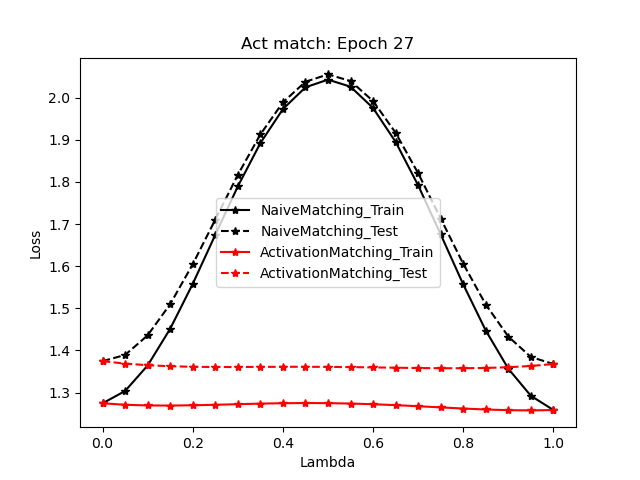 Act match: Epoch 27
Loss
2.0
1.9
1.8
1.7
1.6
1.5
1.4
1.3
NaiveMatching_Train
NaiveMatching_Test
ActivationMatching_Train
ActivationMatching_Test
0.0 0.2 0.4 0.6 0.8 1.0
Lambda